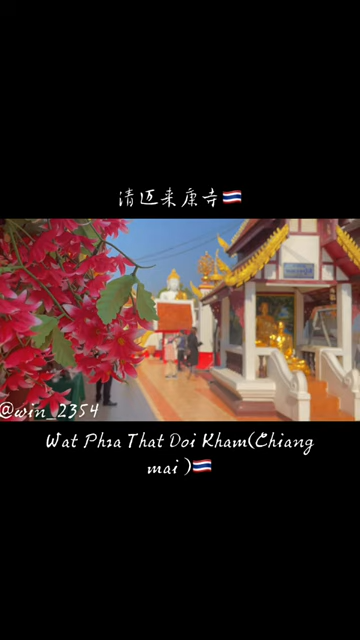 清迈来康寺🇹🇭
@win_2354
Wat Phra That Doi Kham(Chiang
mai )🇹🇭